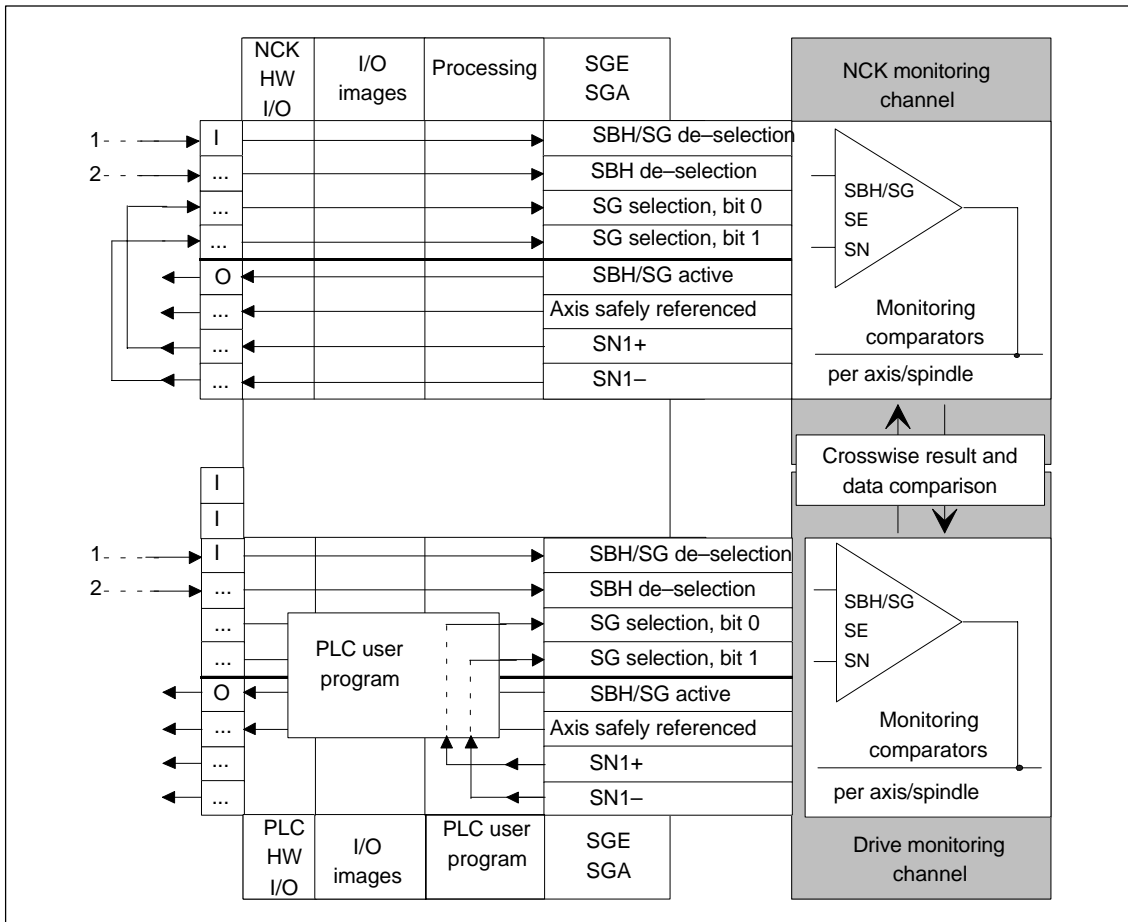 NCK
HW
I/O
I/O
images
Processing
SGE
SGA
NCK monitoring
channel
1
I
SBH/SG de–selection
2
...
SBH de–selection
...
SG selection, bit 0
...
SG selection, bit 1
O
SBH/SG active
...
Axis safely referenced
...
SN1+
...
SN1–
SBH/SG
SE
SN
Monitoring
comparators
per axis/spindle
Crosswise result and
data comparison
I
I
1
I
SBH/SG de–selection
2
...
SBH de–selection
...
SG selection, bit 0
...
SG selection, bit 1
PLC user
program
O
SBH/SG active
...
Axis safely referenced
...
SN1+
...
SN1–
SBH/SG
SE
SN
Monitoring
comparators
per axis/spindle
PLC
HW
I/O
I/O
images
PLC user
program
SGE
SGA
Drive monitoring
channel